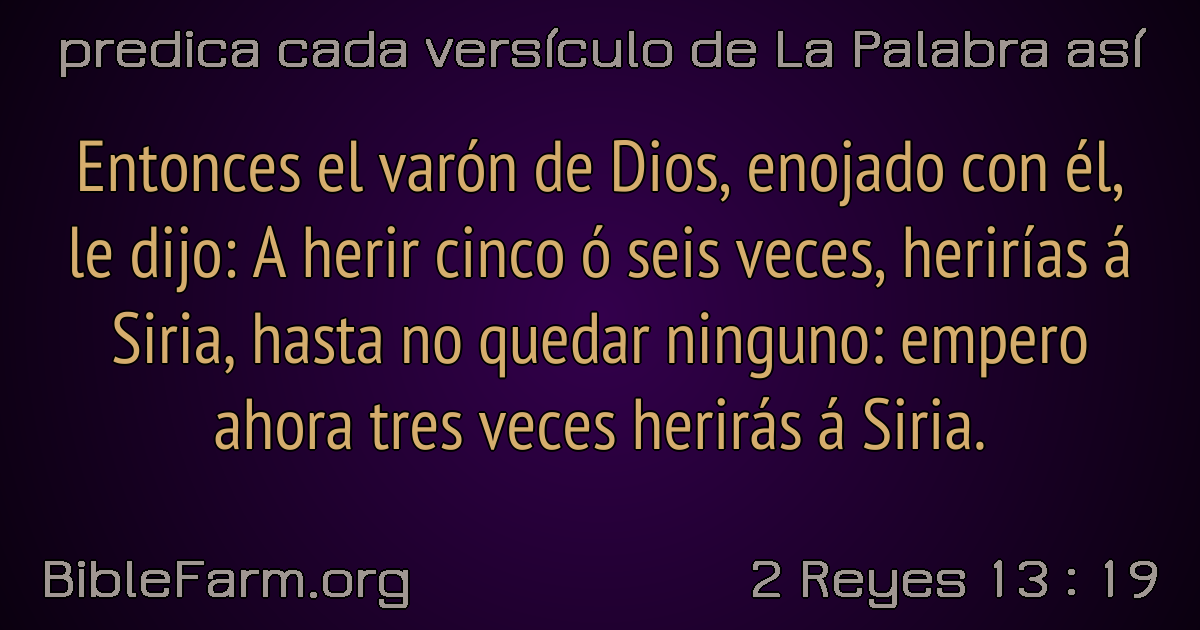 predica cada versículo de La Palabra así
Entonces el varón de Dios, enojado con él,
le dijo: A herir cinco ó seis veces, herirías á
Siria, hasta no quedar ninguno: empero
ahora tres veces herirás á Siria.
BibleFarm.org
2 Reyes 13 : 19